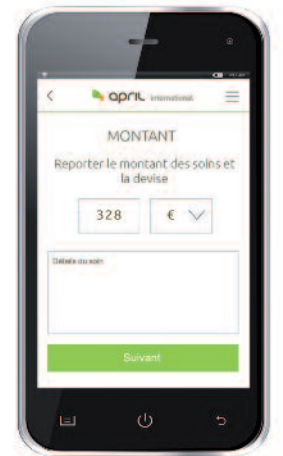 april international
MONTANT
Reporter le montant des soins et
la devise
328 €
Détails du soin
Suivant